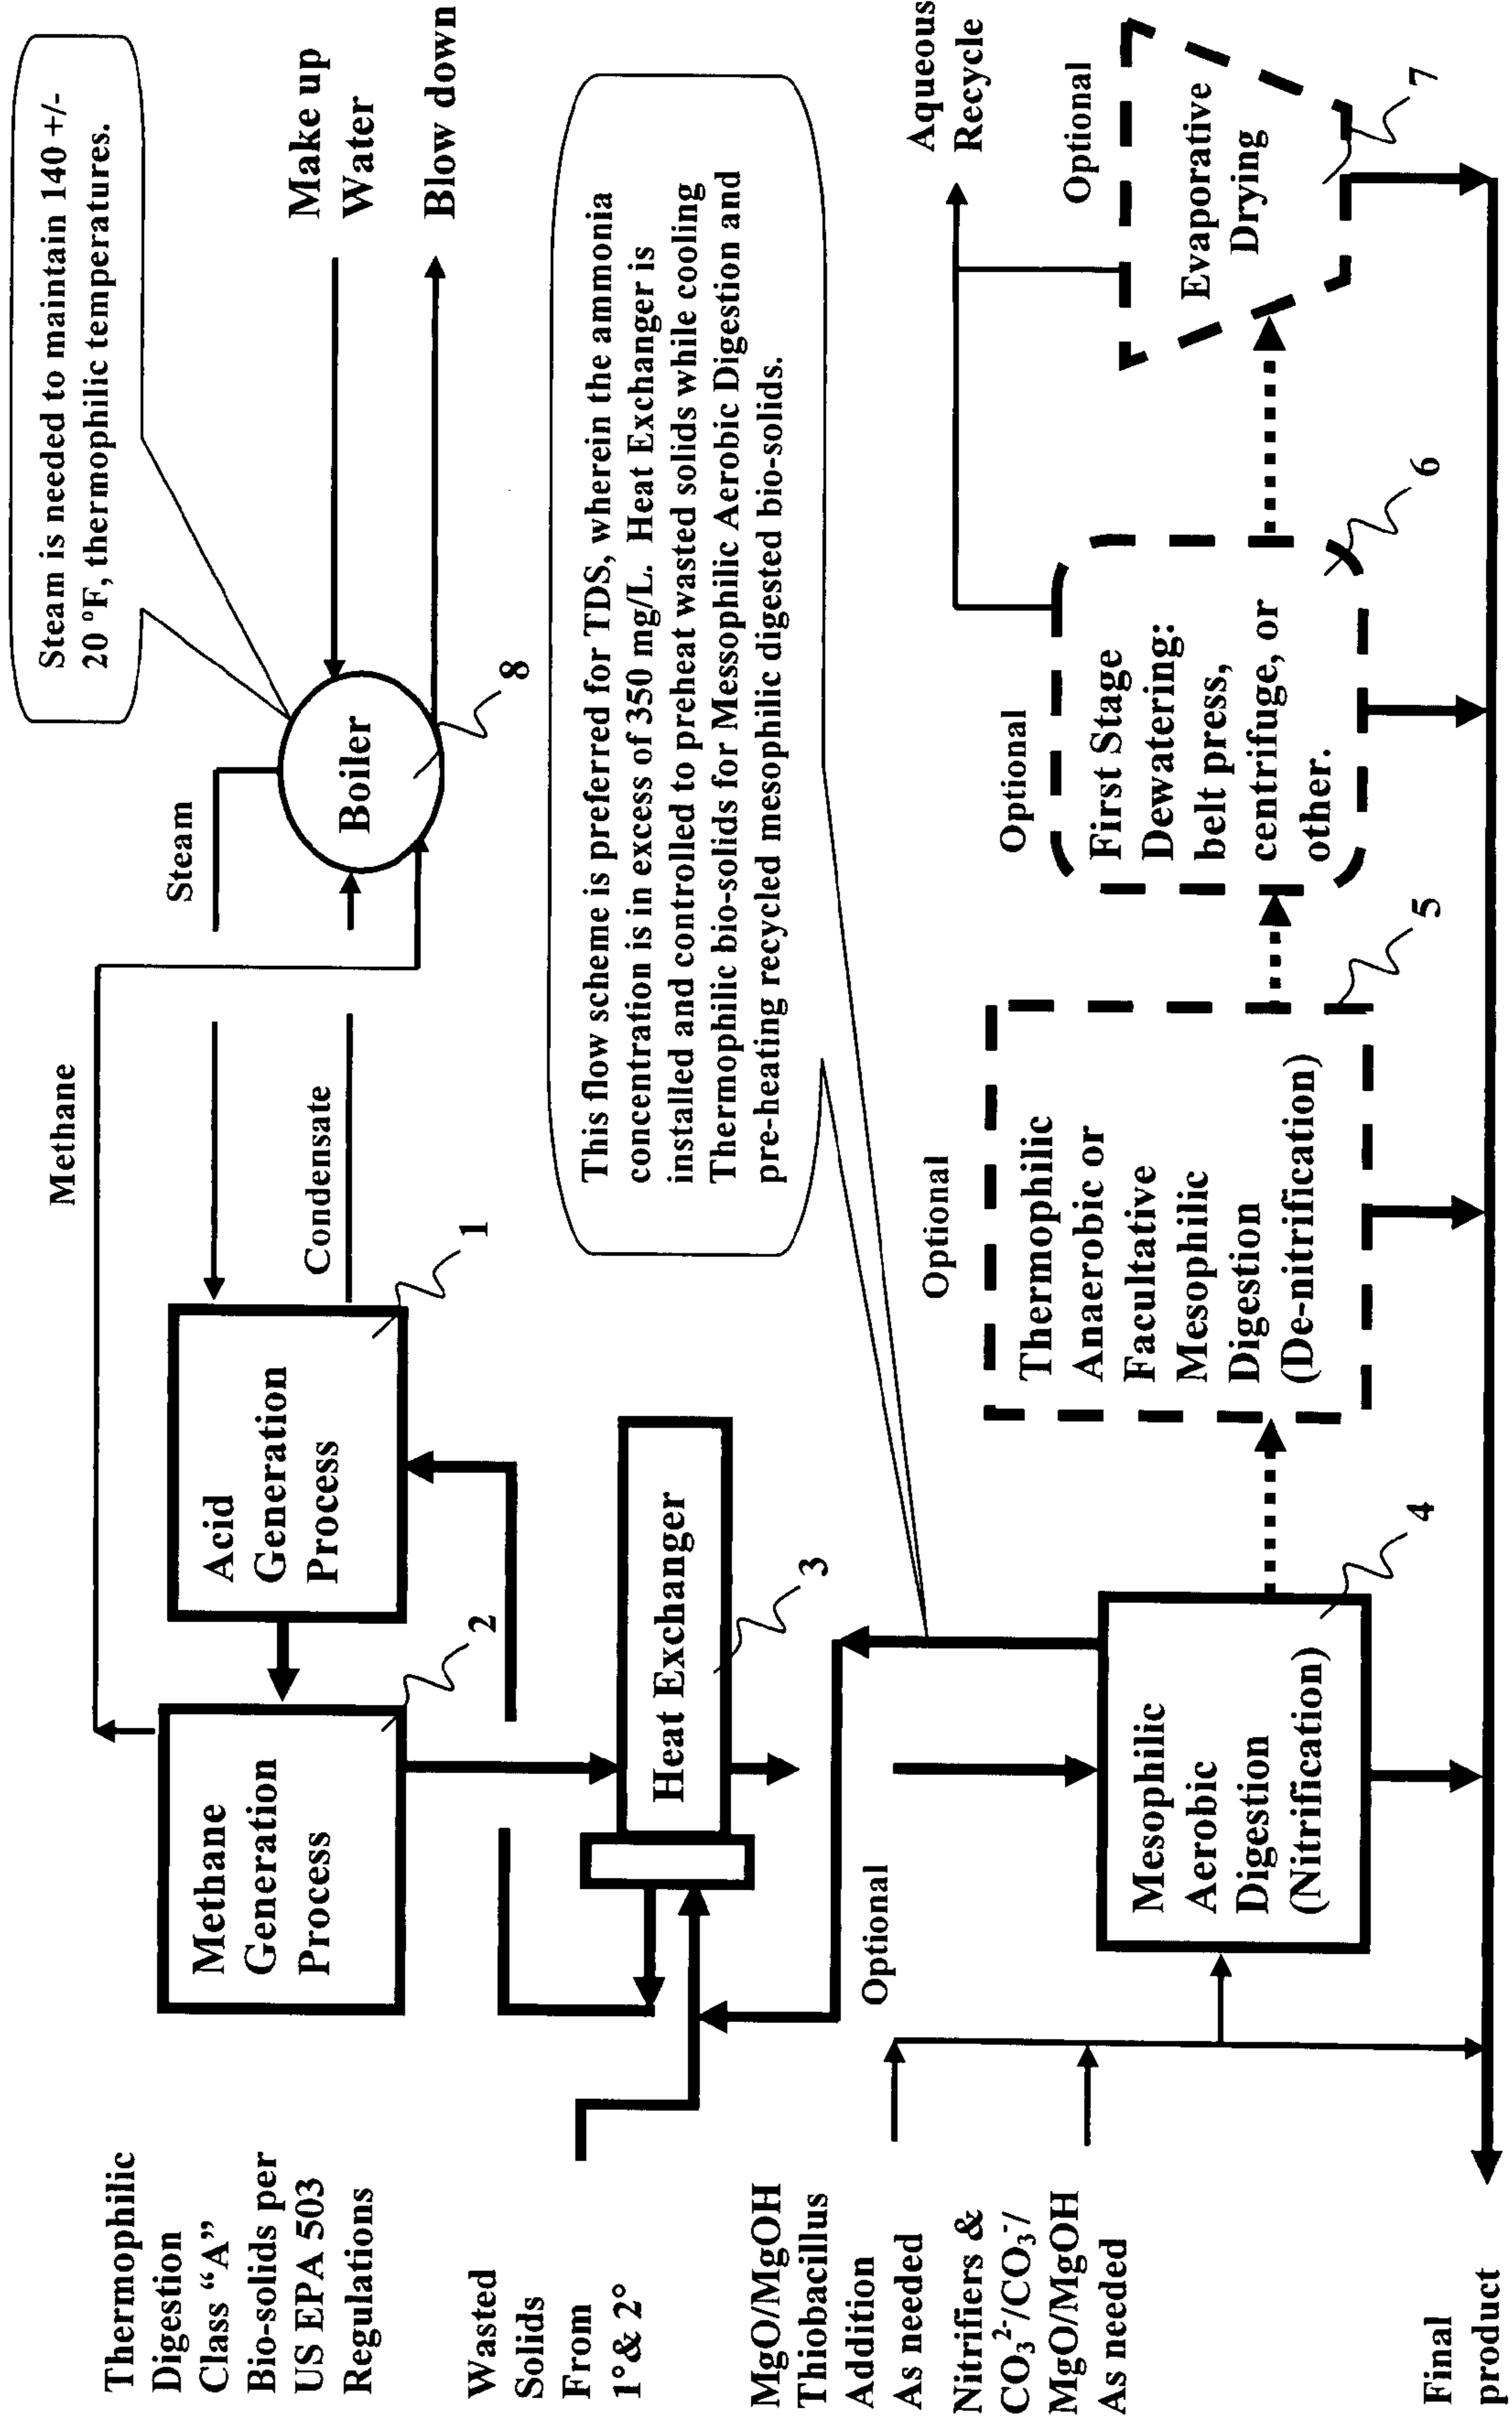 Thermophilic
Digestion
Class “A”
Bio-solids per
US EPA 503
Regulations
Methane
Methane
Generation
Process
2
Acid
Generation
Process
1
Steam
Condensate
Boiler
8
Steam is needed to maintain 140 +/-
20 °F, thermophilic temperatures.
Make up
Water
Blow down
Wasted
Solids
From
1°& 2°
Heat Exchanger
3
This flow scheme is preferred for TDS, wherein the ammonia
concentration is in excess of 350 mg/L. Heat Exchanger is
installed and controlled to preheat wasted solids while cooling
Thermophilic bio-solids for Messophilic Aerobic Digestion and
pre-heating recycled mesophilic digested bio-solids.
MgO/MgOH
Thiobacillus
Addition
As needed
Optional
Nitrifiers &
CO₃²⁻/CO₃⁻/
MgO/MgOH
As needed
Mesophilic
Aerobic
Digestion
(Nitrification)
4
Optional
Thermophilic
Anaerobic or
Facultative
Mesophilic
Digestion
(De-nitrification)
5
Optional
First Stage
Dewatering:
belt press,
centrifuge, or
other.
6
Aqueous
Recycle
Optional
Evaporative
Drying
7
Final
product